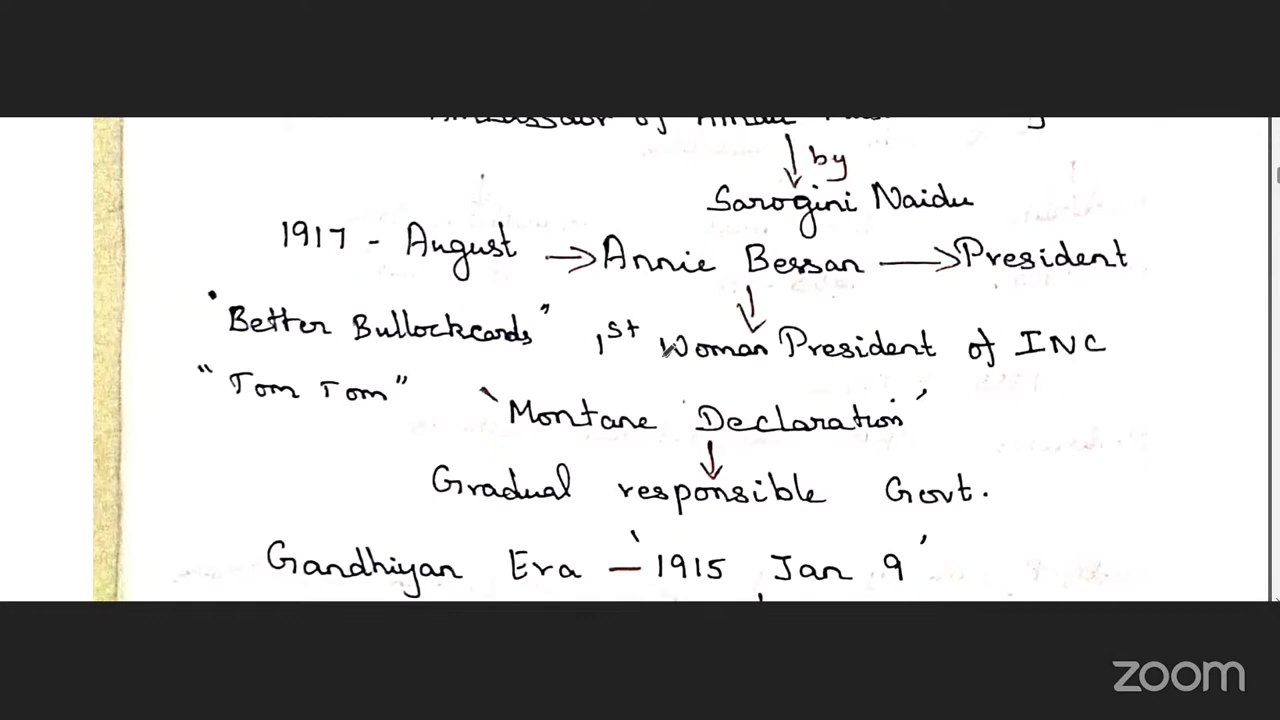 of
by
Sarogini Naidu
1917 - August → Annie Bessan → President
"Better Bullockcards" 1st Woman President of INC
"Tom Tom"
'Montane Declaration'
Gradual responsible Govt.
Gandhiyan Era - '1915 Jan 9'
zoom